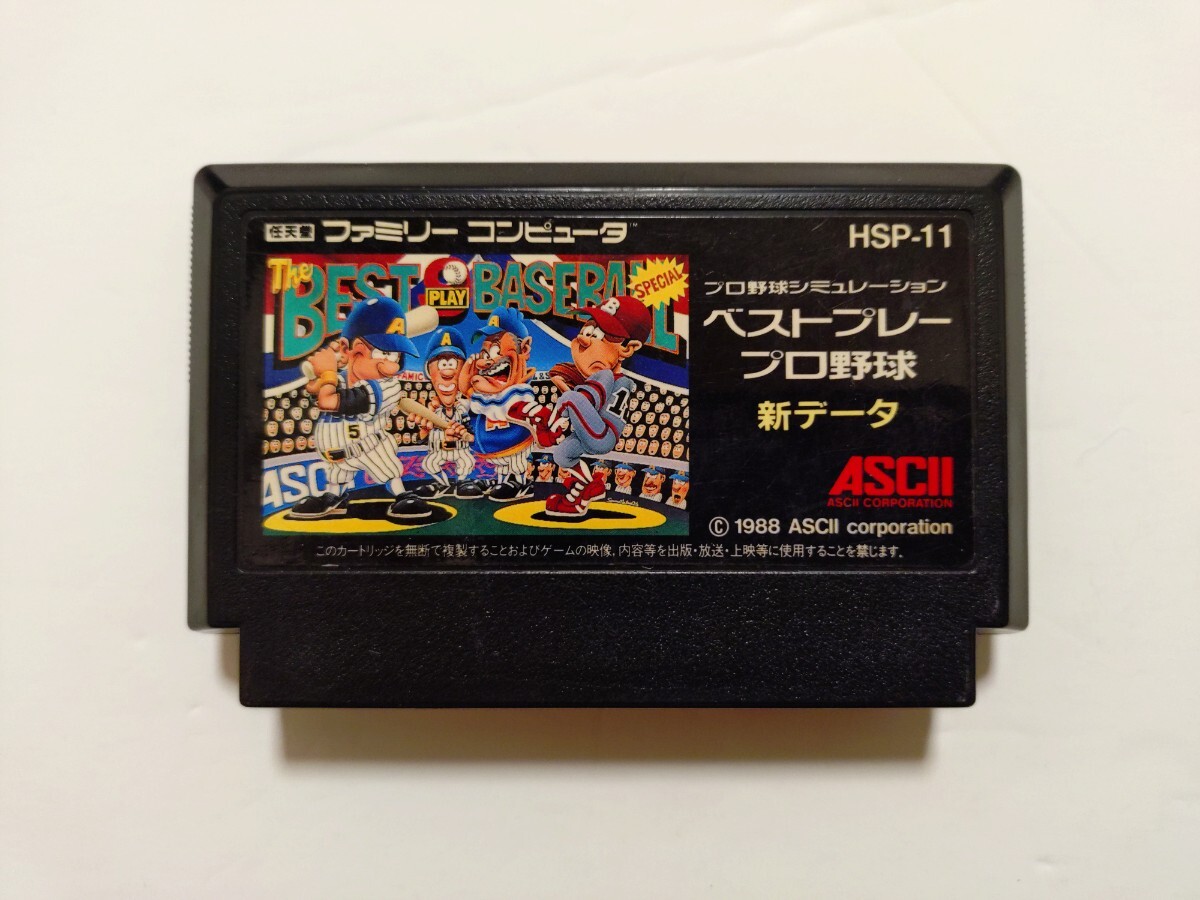 任天堂 ファミリー コンピュータ™
HSP-11
The
BEST PLAY BASEBALL
SPECIAL
A
A
A
B
5
1
ASCI
プロ野球シミュレーション
ベストプレー
プロ野球
新データ
ASCII
ASCII CORPORATION
© 1988 ASCII corporation
このカートリッジを無断で複製することおよびゲームの映像,内容等を出版・放送・上映等に使用することを禁じます。